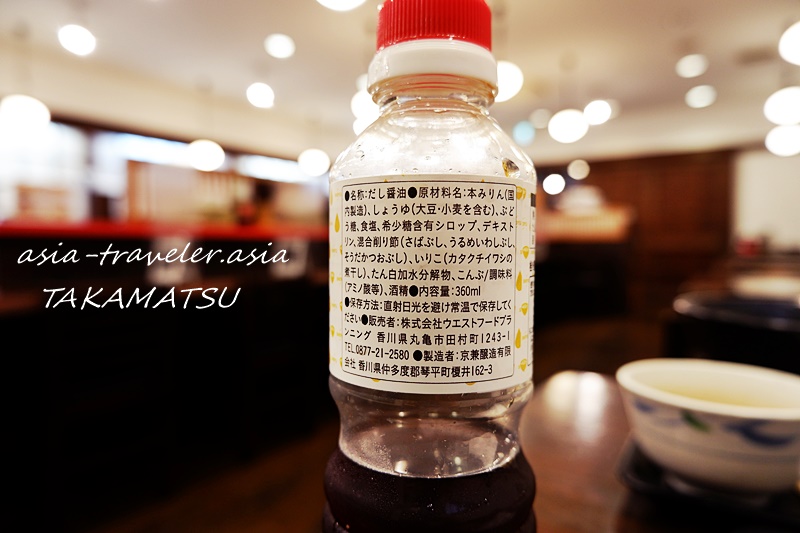 ●名称:だし醤油●原材料名:本みりん(国
内製造)、しょうゆ(大豆・小麦を含む)、ぶど
う糖、食塩、希少糖含有シロップ、デキスト
リン、混合削り節(さばぶし、うるめいわしぶし、
そうだかつおぶし)、いりこ(カタクチイワシの
煮干し)、たん白加水分解物、こんぶ/調味料
(アミノ酸等)、酒精●内容量:360ml
●保存方法:直射日光を避け常温で保存してく
ださい●販売者:株式会社ウエストフードプラ
ンニング 香川県丸亀市田村町1243-1
TEL.0877-21-2580 ●製造者:京兼醸造有限
会社 香川県仲多度郡琴平町榎井162-3
asia-traveler.asia
TAKAMATSU